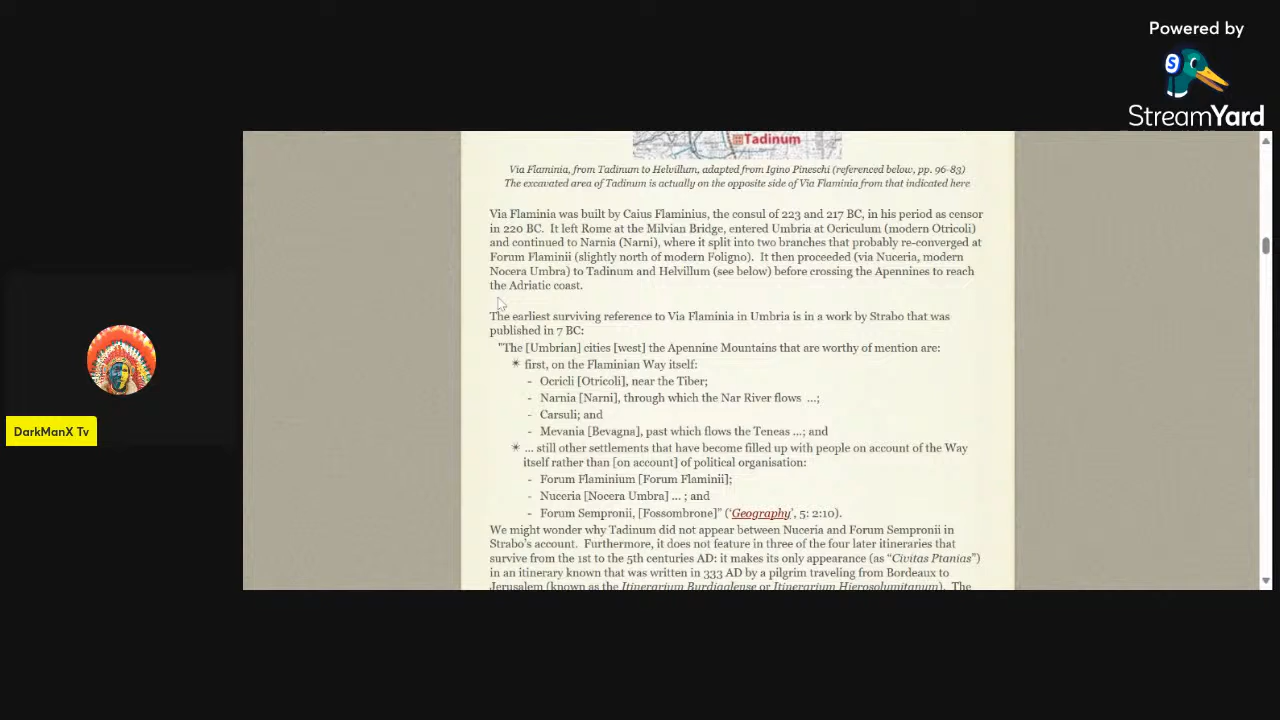 Powered by
StreamYard
Tadinum
Via Flaminia, from Tadinum to Helvillum, adapted from Igino Pineschi (referenced below, pp. 96-83)
The excavated area of Tadinum is actually on the opposite side of Via Flaminia from that indicated here
Via Flaminia was built by Caius Flaminius, the consul of 223 and 217 BC, in his period as censor
in 220 BC.  It left Rome at the Milvian Bridge, entered Umbria at Ocriculum (modern Otricoli)
and continued to Narnia (Narni), where it split into two branches that probably re-converged at
Forum Flaminii (slightly north of modern Foligno).  It then proceeded (via Nuceria, modern
Nocera Umbra) to Tadinum and Helvillum (see below) before crossing the Apennines to reach
the Adriatic coast.
The earliest surviving reference to Via Flaminia in Umbria is in a work by Strabo that was
published in 7 BC:
"The [Umbrian] cities [west] the Apennine Mountains that are worthy of mention are:
* first, on the Flaminian Way itself:
- Ocricli [Otricoli], near the Tiber;
- Narnia [Narni], through which the Nar River flows ...;
- Carsuli; and
- Mevania [Bevagna], past which flows the Teneas ...; and
* ... still other settlements that have become filled up with people on account of the Way
itself rather than [on account] of political organisation:
- Forum Flaminium [Forum Flaminii];
- Nuceria [Nocera Umbra] ... ; and
- Forum Sempronii, [Fossombrone]" ('Geography', 5: 2:10).
We might wonder why Tadinum did not appear between Nuceria and Forum Sempronii in
Strabo's account.  Furthermore, it does not feature in three of the four later itineraries that
survive from the 1st to the 5th centuries AD: it makes its only appearance (as "Civitas Ptanias")
in an itinerary known that was written in 333 AD by a pilgrim traveling from Bordeaux to
Jerusalem (known as the Itinerarium Burdigalense or Itinerarium Hierosolymitanum).  The
DarkManX Tv